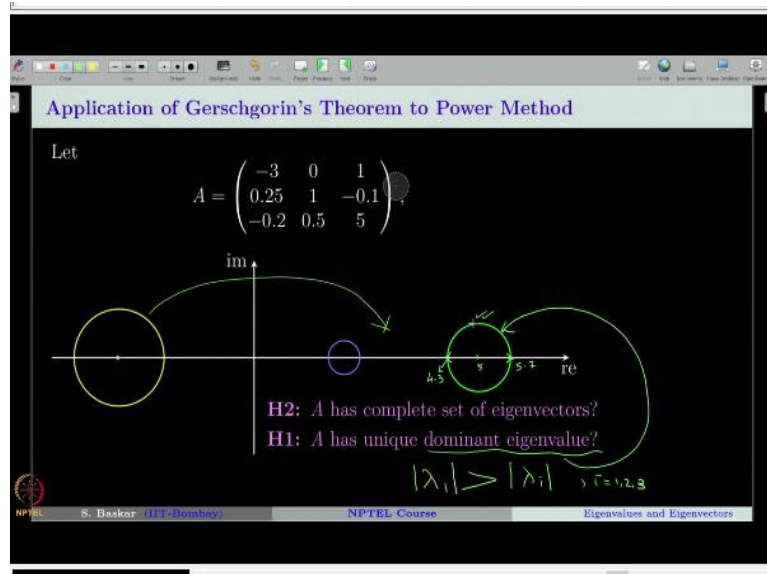 Application of Gerschgorin's Theorem to Power Method
Let
A = ( −3 0 1
0.25 1 −0.1
−0.2 0.5 5 ),
im
4.3 5 5.7 re
H2: A has complete set of eigenvectors?
H1: A has unique dominant eigenvalue?
|λ₁| > |λᵢ| , i=1,2,3
NPTEL S. Baskar (IIT-Bombay) NPTEL Course Eigenvalues and Eigenvectors